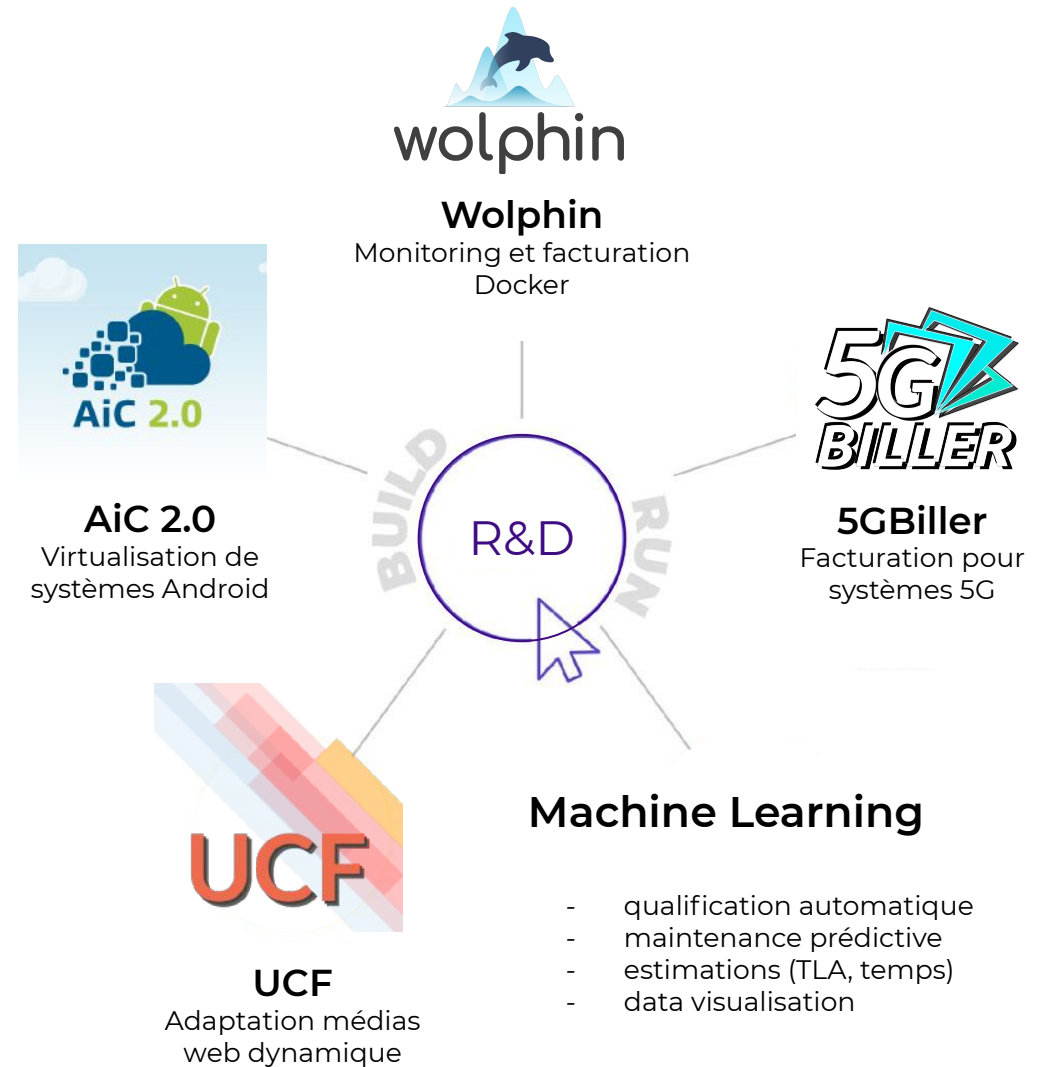 wolphin
Wolphin
Monitoring et facturation
Docker
AiC 2.0
AiC 2.0
Virtualisation de
systèmes Android
5G
BILLER
5GBiller
Facturation pour
systèmes 5G
BUILD
R&D
RUN
UCF
UCF
Adaptation médias
web dynamique
Machine Learning
- qualification automatique
- maintenance prédictive
- estimations (TLA, temps)
- data visualisation